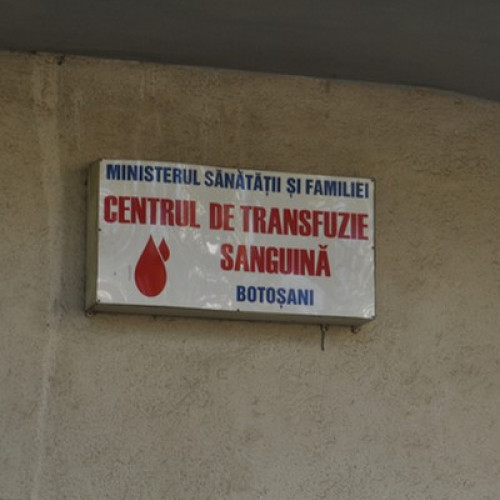 MINISTERUL SĂNĂTĂȚII ȘI FAMILIEI
CENTRUL DE TRANSFUZIE
SANGUINĂ
BOTOȘANI